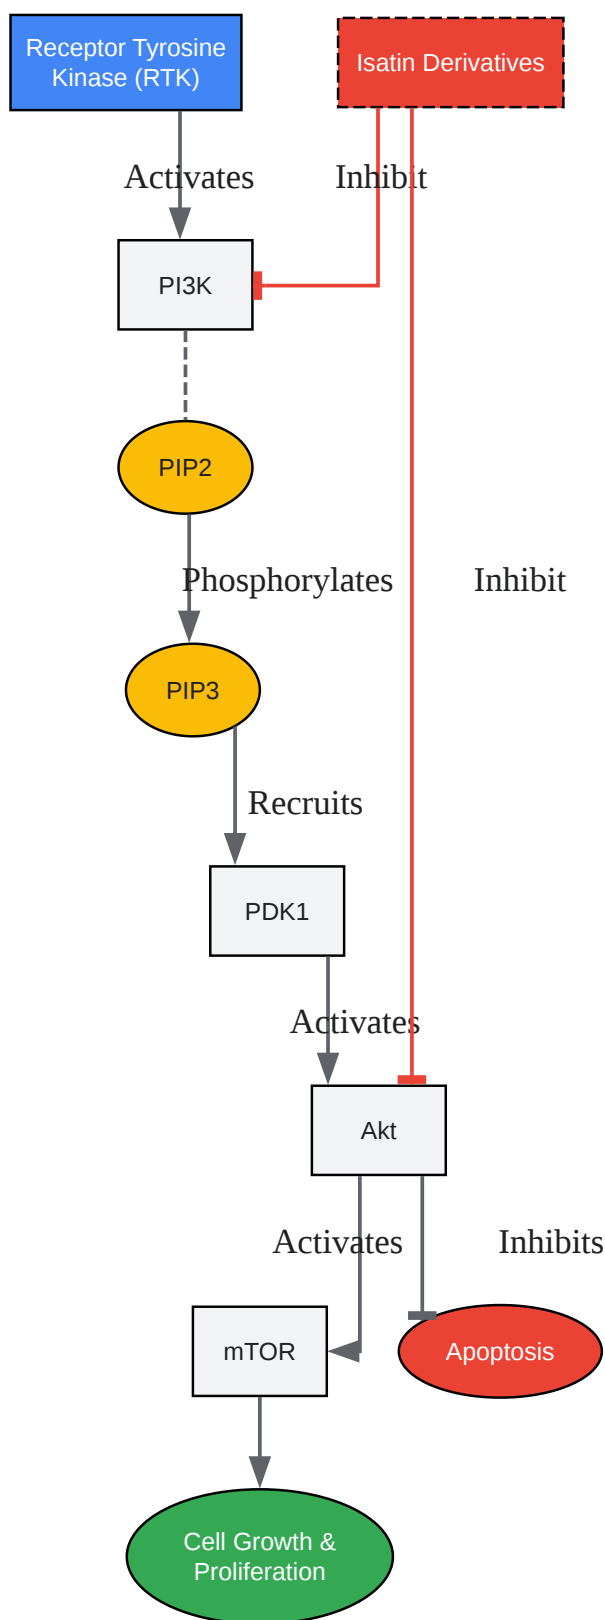 Receptor Tyrosine
Kinase (RTK)
Isatin Derivatives
Activates
Inhibit
PI3K
PIP2
Phosphorylates
Inhibit
PIP3
Recruits
PDK1
Activates
Akt
Activates
Inhibits
mTOR
Apoptosis
Cell Growth &
Proliferation